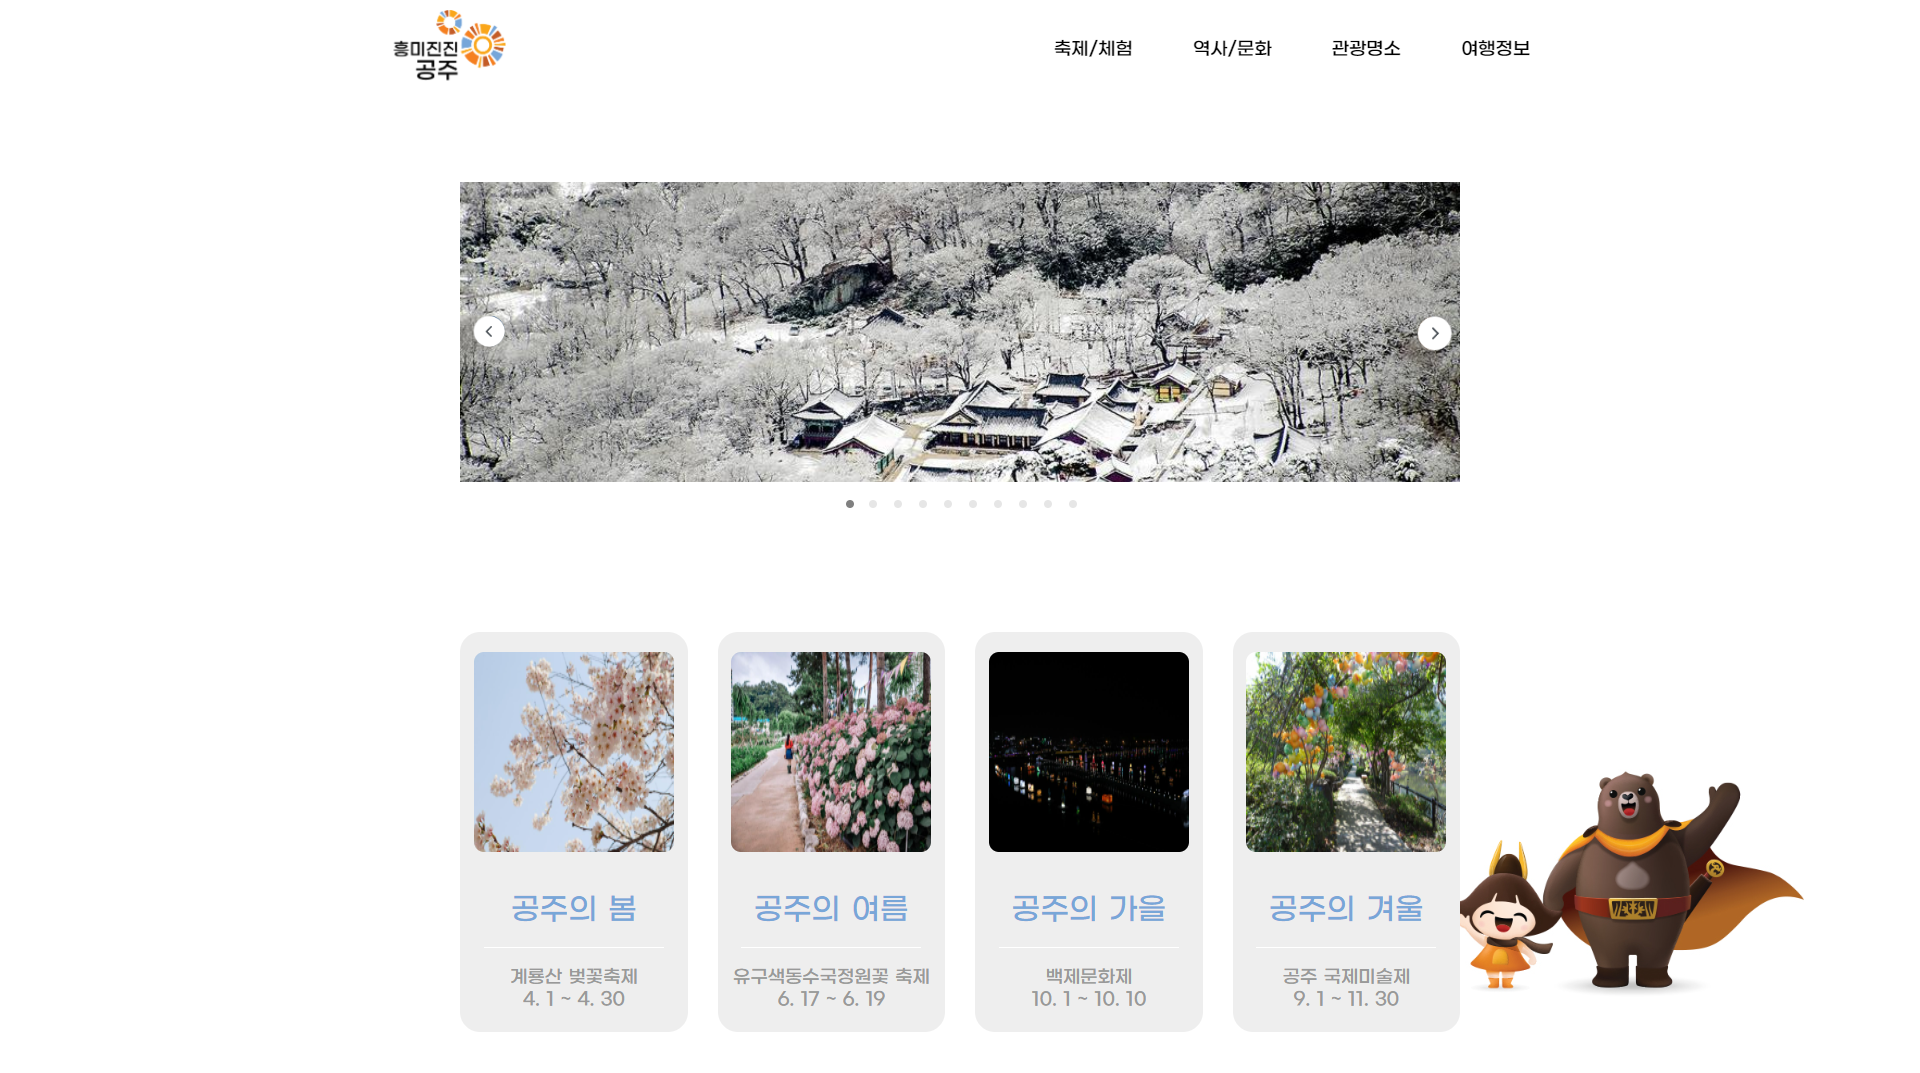 흥미진진
공주
축제/체험
역사/문화
관광명소
여행정보
공주의 봄
계룡산 벚꽃축제
4. 1 ~ 4. 30
공주의 여름
유구색동수국정원꽃 축제
6. 17 ~ 6. 19
공주의 가을
백제문화제
10. 1 ~ 10. 10
공주의 겨울
공주 국제미술제
9. 1 ~ 11. 30